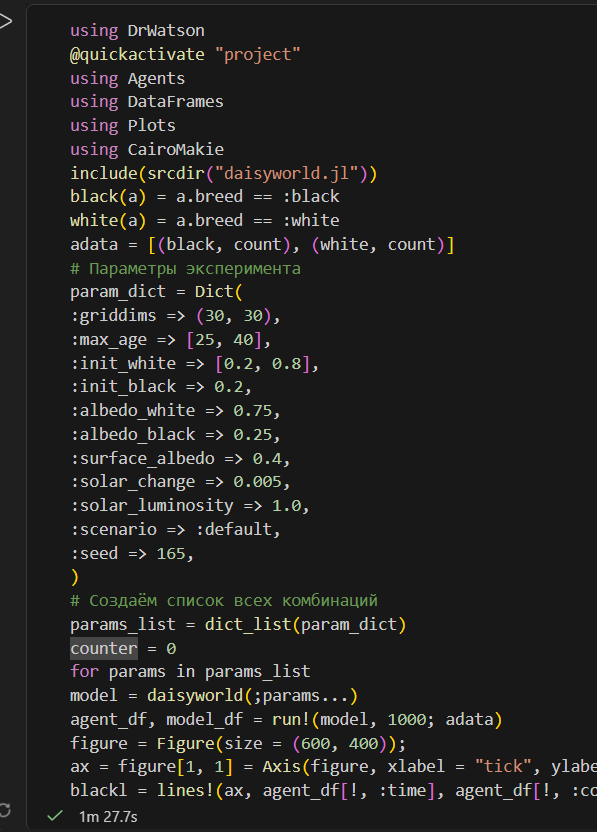 using DrWatson
@quickactivate "project"
using Agents
using DataFrames
using Plots
using CairoMakie
include(srcdir("daisyworld.jl"))
black(a) = a.breed == :black
white(a) = a.breed == :white
adata = [(black, count), (white, count)]
# Параметры эксперимента
param_dict = Dict(
:griddims => (30, 30),
:max_age => [25, 40],
:init_white => [0.2, 0.8],
:init_black => 0.2,
:albedo_white => 0.75,
:albedo_black => 0.25,
:surface_albedo => 0.4,
:solar_change => 0.005,
:solar_luminosity => 1.0,
:scenario => :default,
:seed => 165,
)
# Создаём список всех комбинаций
params_list = dict_list(param_dict)
counter = 0
for params in params_list
model = daisyworld(;params...)
agent_df, model_df = run!(model, 1000; adata)
figure = Figure(size = (600, 400));
ax = figure[1, 1] = Axis(figure, xlabel = "tick", ylabe
blackl = lines!(ax, agent_df[!, :time], agent_df[!, :co
1m 27.7s